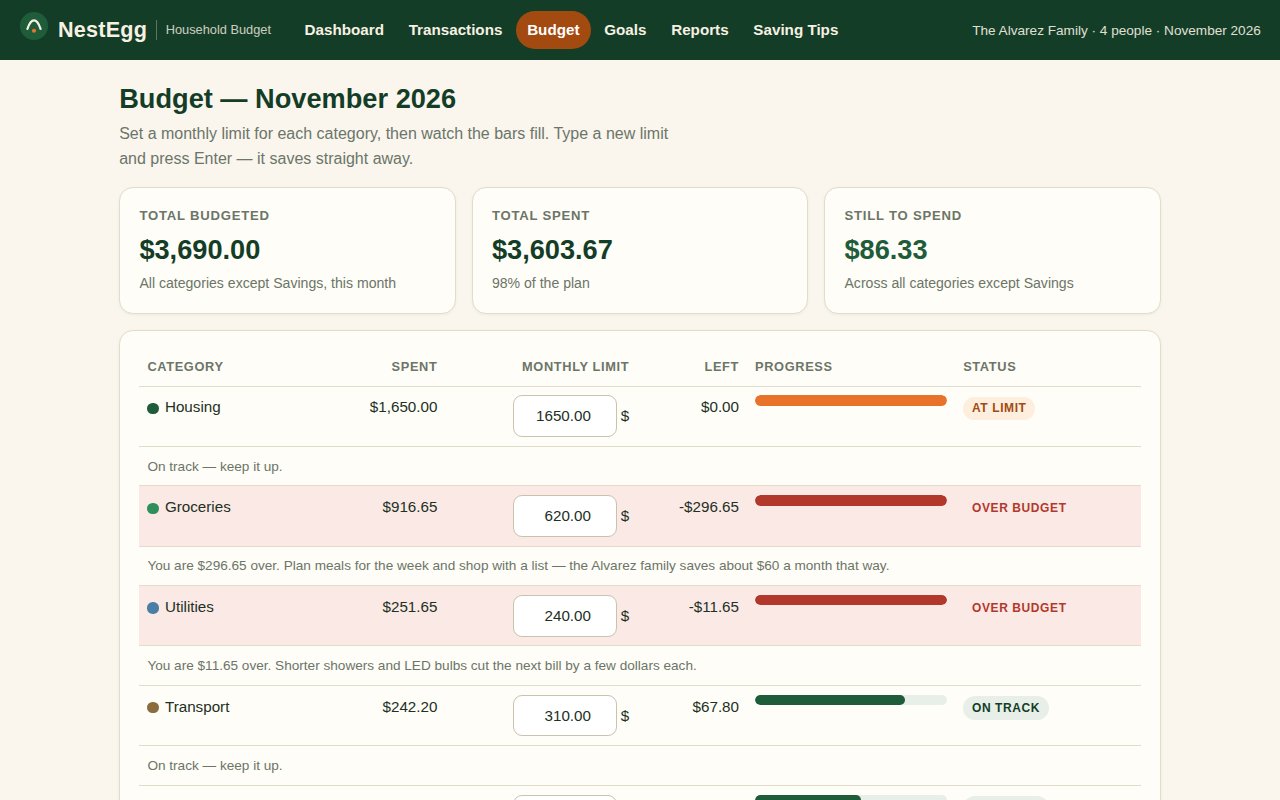 NestEgg Household Budget Dashboard Transactions Budget Goals Reports Saving Tips The Alvarez Family · 4 people · November 2026
Budget — November 2026
Set a monthly limit for each category, then watch the bars fill. Type a new limit
and press Enter — it saves straight away.
TOTAL BUDGETED
$3,690.00
All categories except Savings, this month
TOTAL SPENT
$3,603.67
98% of the plan
STILL TO SPEND
$86.33
Across all categories except Savings
CATEGORY SPENT MONTHLY LIMIT LEFT PROGRESS STATUS
Housing $1,650.00 1650.00 $ $0.00 AT LIMIT
On track — keep it up.
Groceries $916.65 620.00 $ -$296.65 OVER BUDGET
You are $296.65 over. Plan meals for the week and shop with a list — the Alvarez family saves about $60 a month that way.
Utilities $251.65 240.00 $ -$11.65 OVER BUDGET
You are $11.65 over. Shorter showers and LED bulbs cut the next bill by a few dollars each.
Transport $242.20 310.00 $ $67.80 ON TRACK
On track — keep it up.